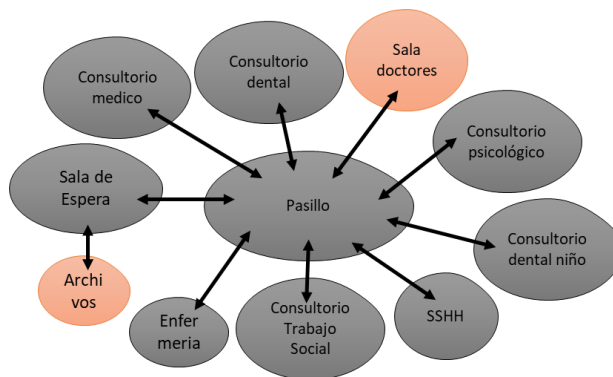 Sala
doctores
Consultorio
dental
Consultorio
medico
Consultorio
psicológico
Sala de
Espera
Pasillo
Consultorio
dental niño
Archi
vos
Enfer
meria
Consultorio
Trabajo
Social
SSHH